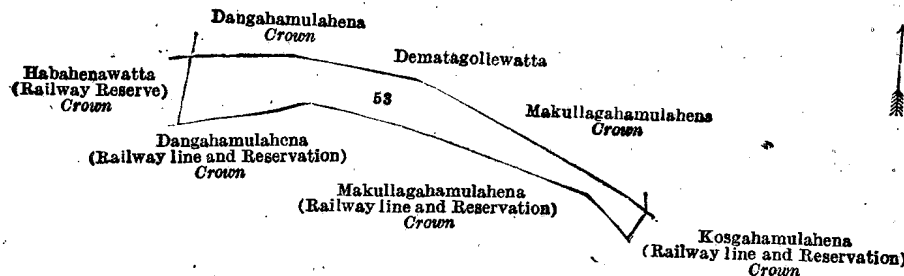 Dangahamulahena
Crown
Dematagollewatta
Habahenawatta
(Railway Reserve)
Crown
53
Makullagahamulahena
Crown
Dangahamulahena
(Railway line and Reservation)
Crown
Makullagahamulahena
(Railway line and Reservation)
Crown
Kosgahamulahena
(Railway line and Reservation)
Crown